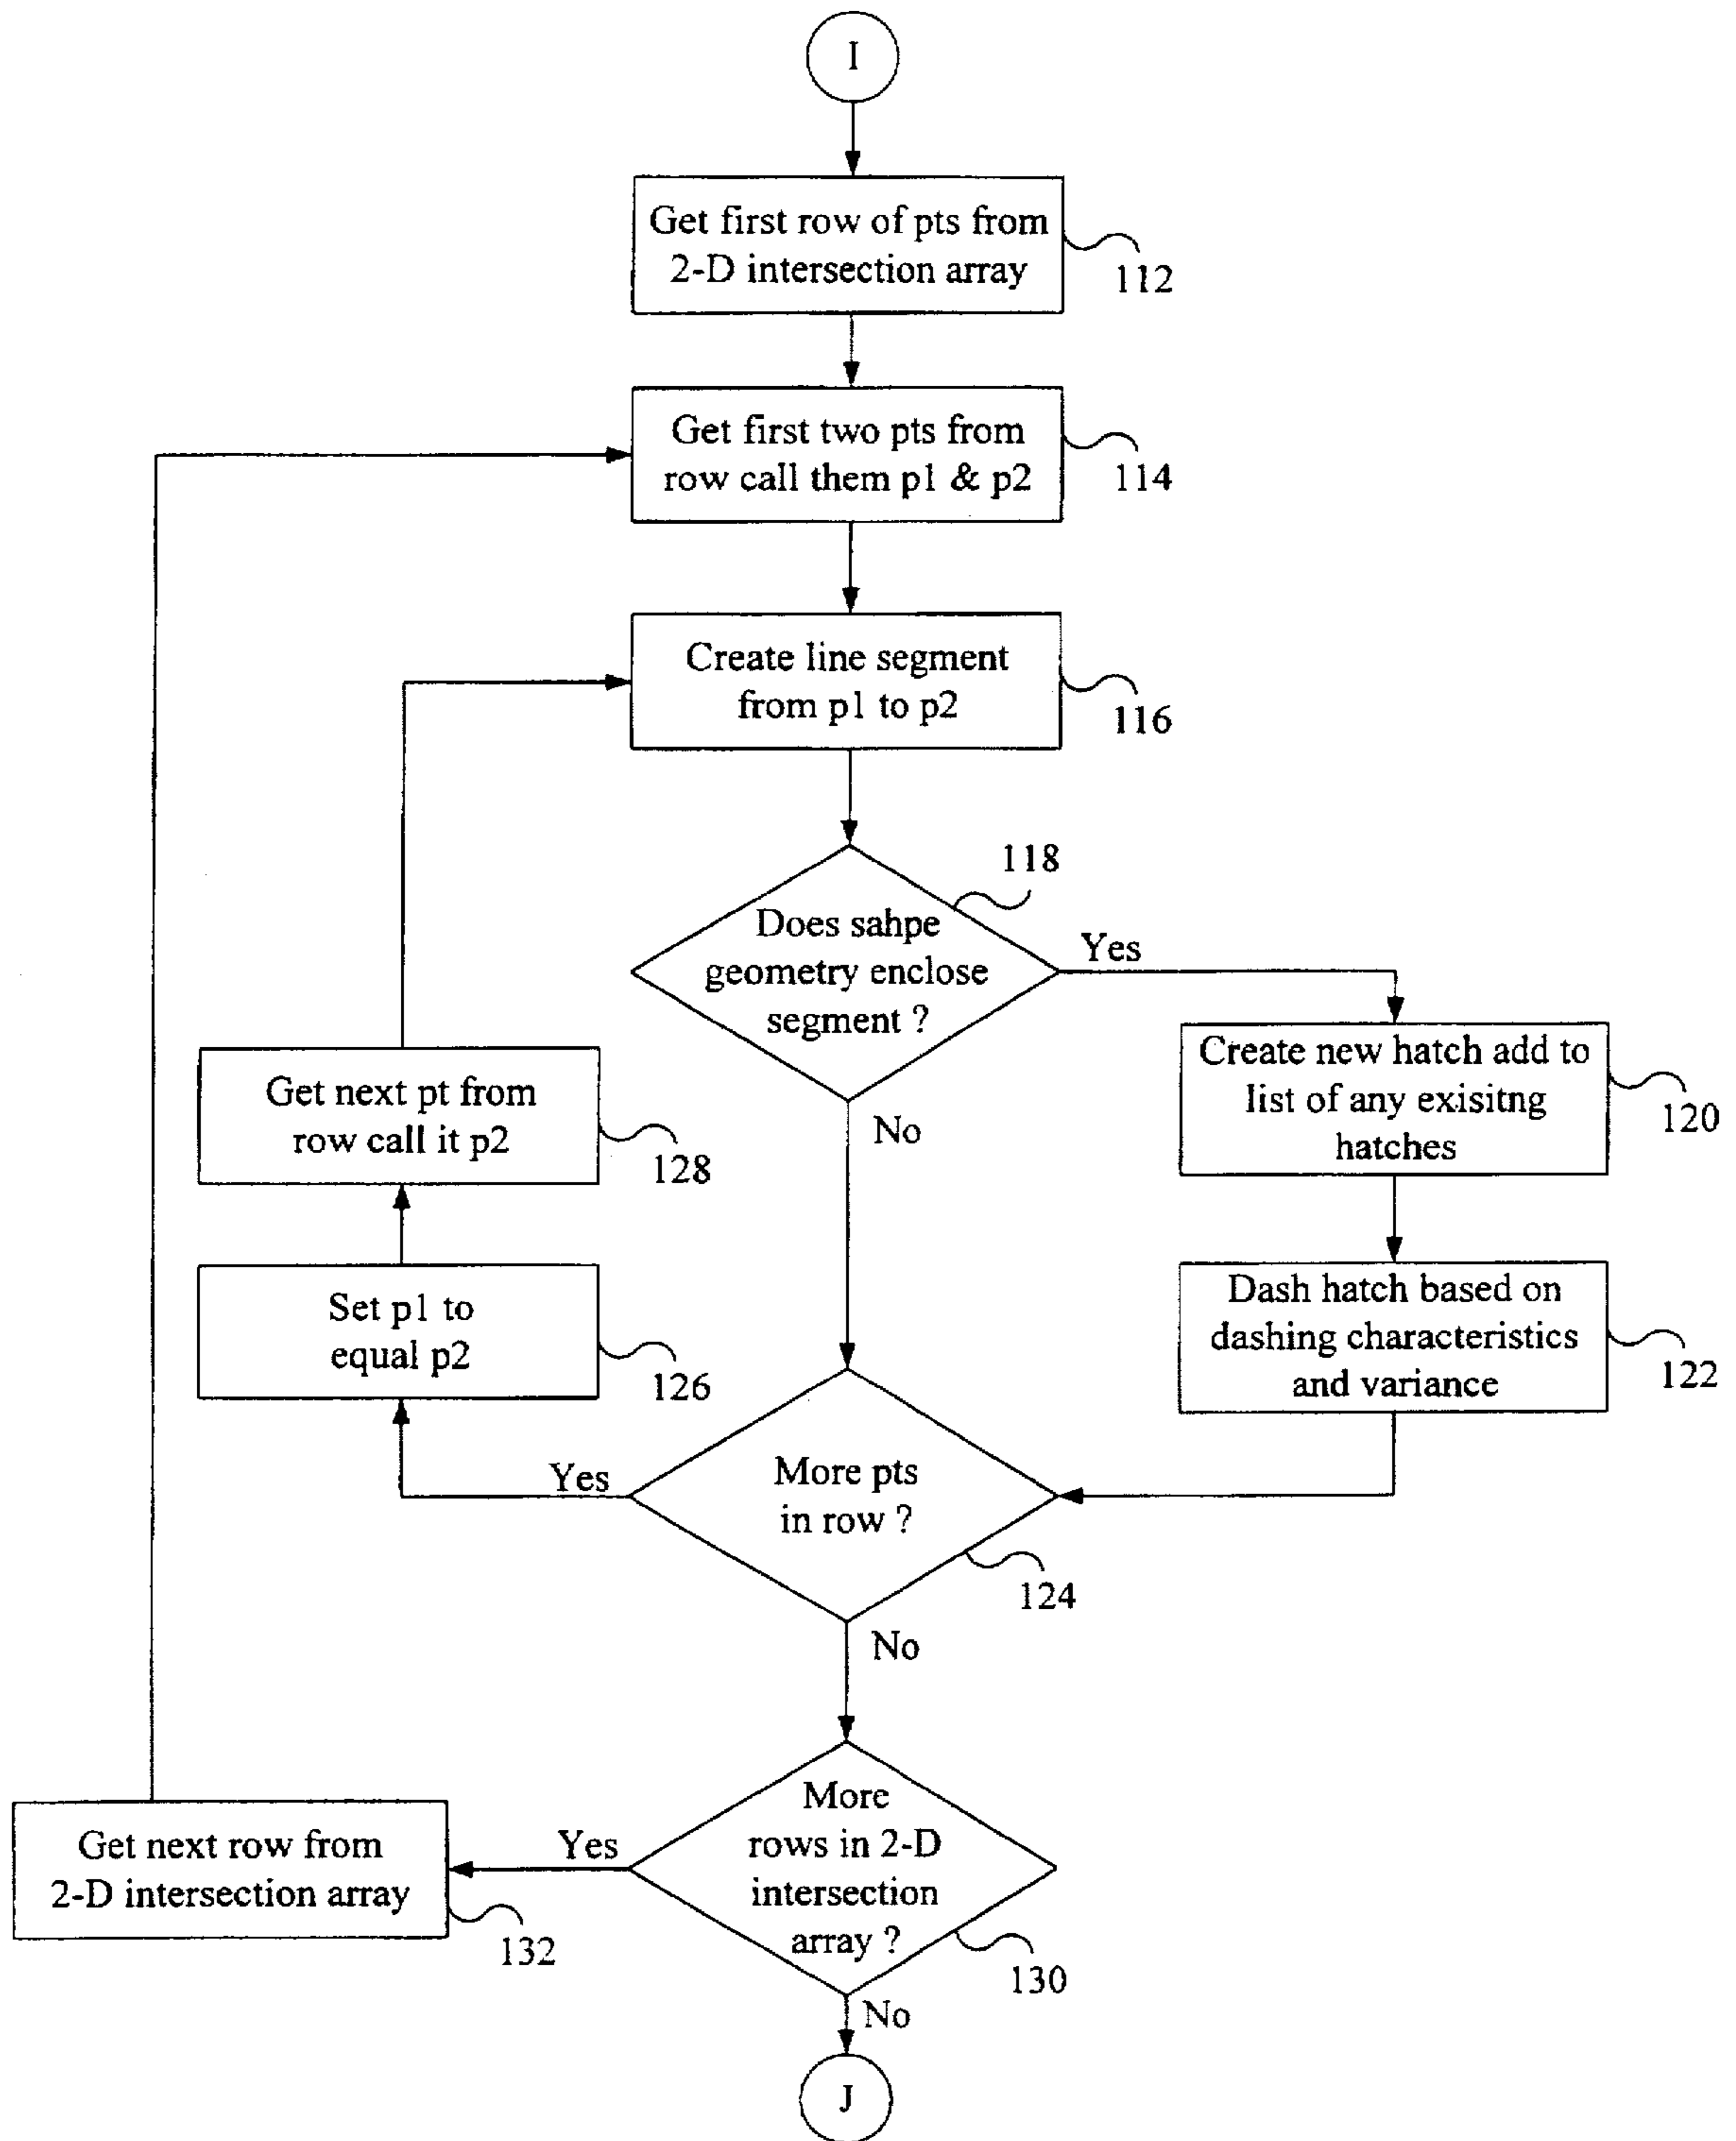 I
Get first row of pts from
2-D intersection array
112
Get first two pts from
row call them p1 & p2
114
Create line segment
from p1 to p2
116
118
Does sahpe
geometry enclose
segment ?
Yes
No
Create new hatch add to
list of any exisitng
hatches
120
Get next pt from
row call it p2
128
Dash hatch based on
dashing characteristics
and variance
122
Set p1 to
equal p2
126
More pts
in row ?
Yes
124
No
More
rows in 2-D
intersection
array ?
Yes
130
Get next row from
2-D intersection array
132
No
J